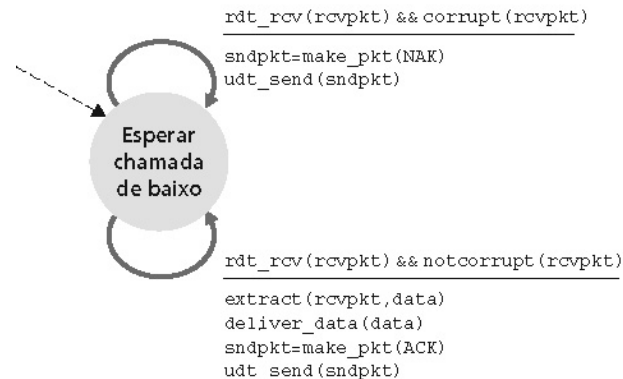 rdt_rcv(rcvpkt) && corrupt(rcvpkt)
sndpkt=make_pkt(NAK)
udt_send(sndpkt)
Esperar
chamada
de baixo
rdt_rcv(rcvpkt) && notcorrupt(rcvpkt)
extract(rcvpkt,data)
deliver_data(data)
sndpkt=make_pkt(ACK)
udt_send(sndpkt)